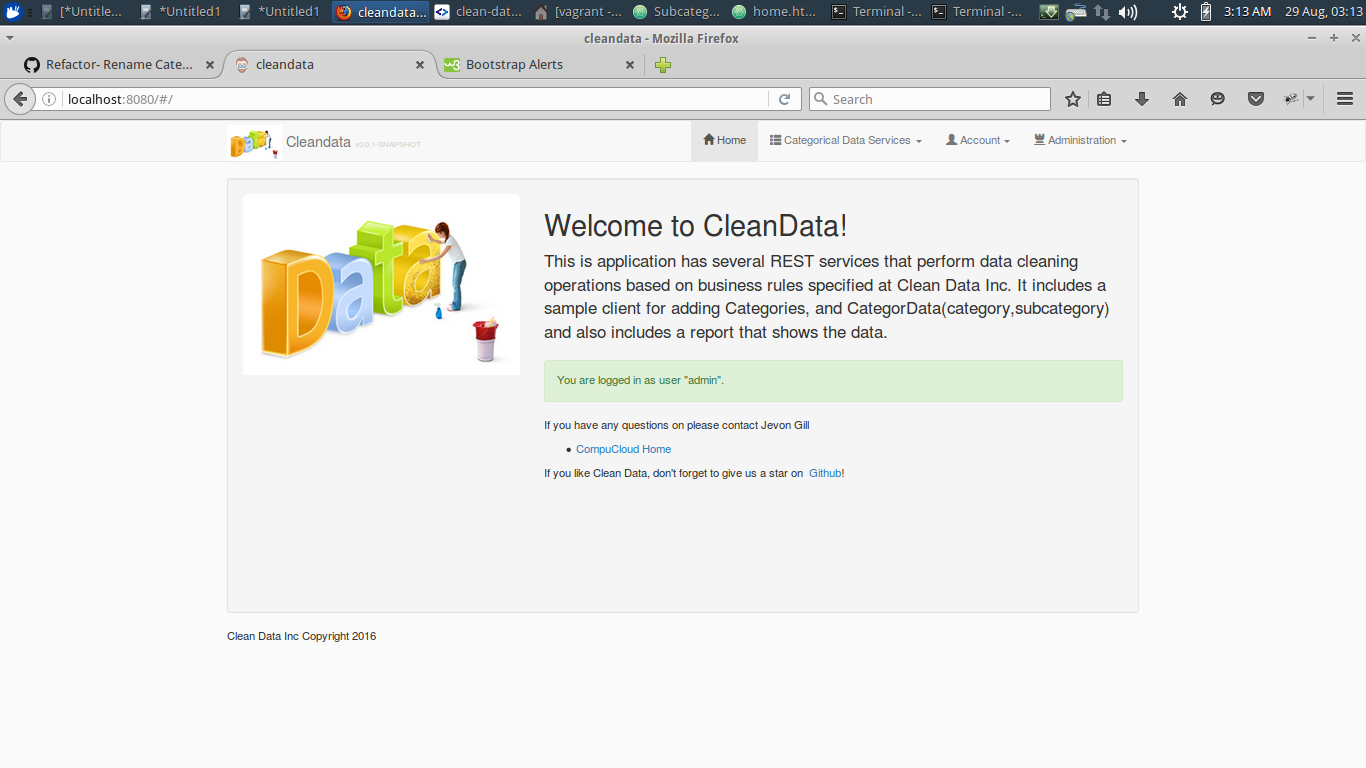 [*Untitle... *Untitled1 *Untitled1 cleandata... clean-dat... [vagrant -... Subcateg... home.ht... Terminal -... Terminal -... 3:13 AM 29 Aug, 03:13
cleandata - Mozilla Firefox
Refactor- Rename Cate... cleandata Bootstrap Alerts
localhost:8080/#/ Search
Data Cleandata v0.0.1-SNAPSHOT Home Categorical Data Services Account Administration
Data
Welcome to CleanData!
This is application has several REST services that perform data cleaning
operations based on business rules specified at Clean Data Inc. It includes a
sample client for adding Categories, and CategorData(category,subcategory)
and also includes a report that shows the data.
You are logged in as user "admin".
If you have any questions on please contact Jevon Gill
• CompuCloud Home
If you like Clean Data, don't forget to give us a star on Github!
Clean Data Inc Copyright 2016